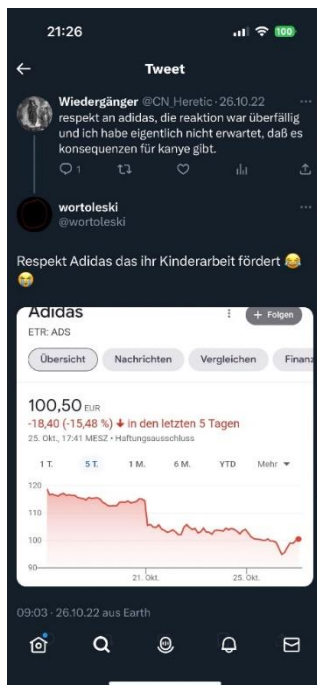 21:26
100
Tweet
Wiedergänger @CN_Heretic · 26.10.22
respekt an adidas, die reaktion war überfällig
und ich habe eigentlich nicht erwartet, daß es
konsequenzen für kanye gibt.
1
wortoleski
@wortoleski
Respekt Adidas das ihr Kinderarbeit fördert 😂
😭
Adidas
+ Folgen
ETR: ADS
Übersicht Nachrichten Vergleichen Finanz
100,50 EUR
-18,40 (-15,48 %) ↓ in den letzten 5 Tagen
25. Okt., 17:41 MESZ • Haftungsausschluss
1 T. 5 T. 1 M. 6 M. YTD Mehr
120
110
100
90
21. Okt. 25. Okt.
09:03 · 26.10.22 aus Earth